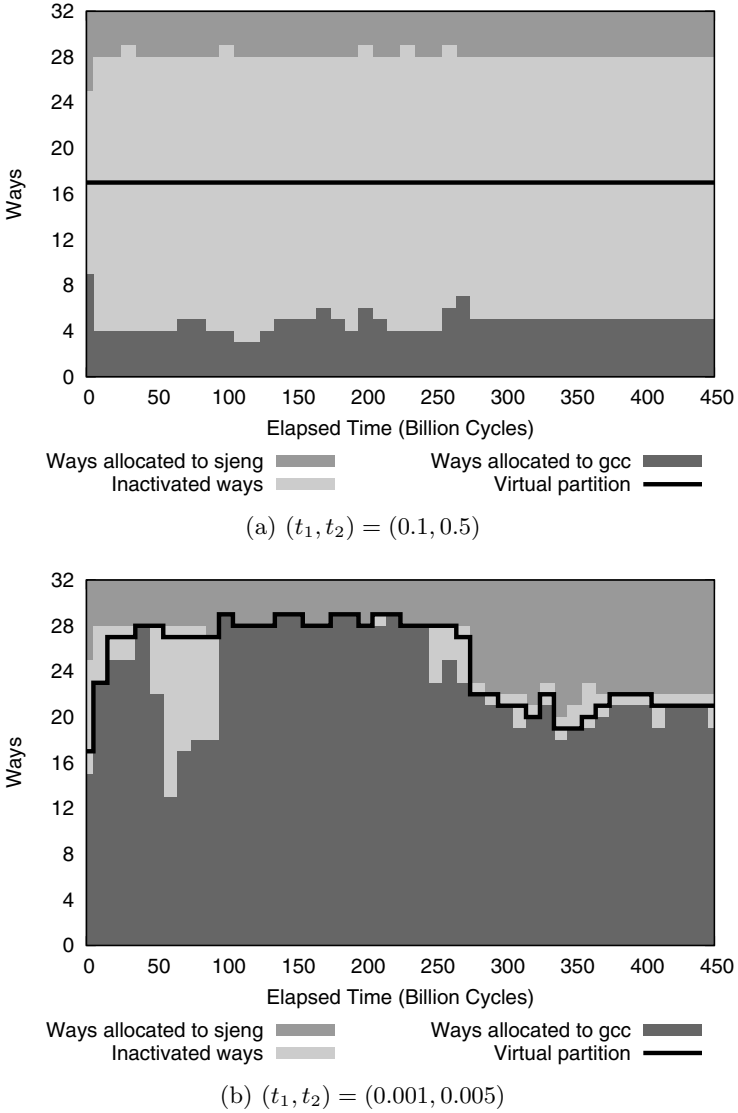 32
28
24
20
16
12
8
4
0
Ways
0 50 100 150 200 250 300 350 400 450
Elapsed Time (Billion Cycles)
Ways allocated to sjeng Ways allocated to gcc
Inactivated ways Virtual partition
(a) (t₁, t₂) = (0.1, 0.5)
32
28
24
20
16
12
8
4
0
Ways
0 50 100 150 200 250 300 350 400 450
Elapsed Time (Billion Cycles)
Ways allocated to sjeng Ways allocated to gcc
Inactivated ways Virtual partition
(b) (t₁, t₂) = (0.001, 0.005)